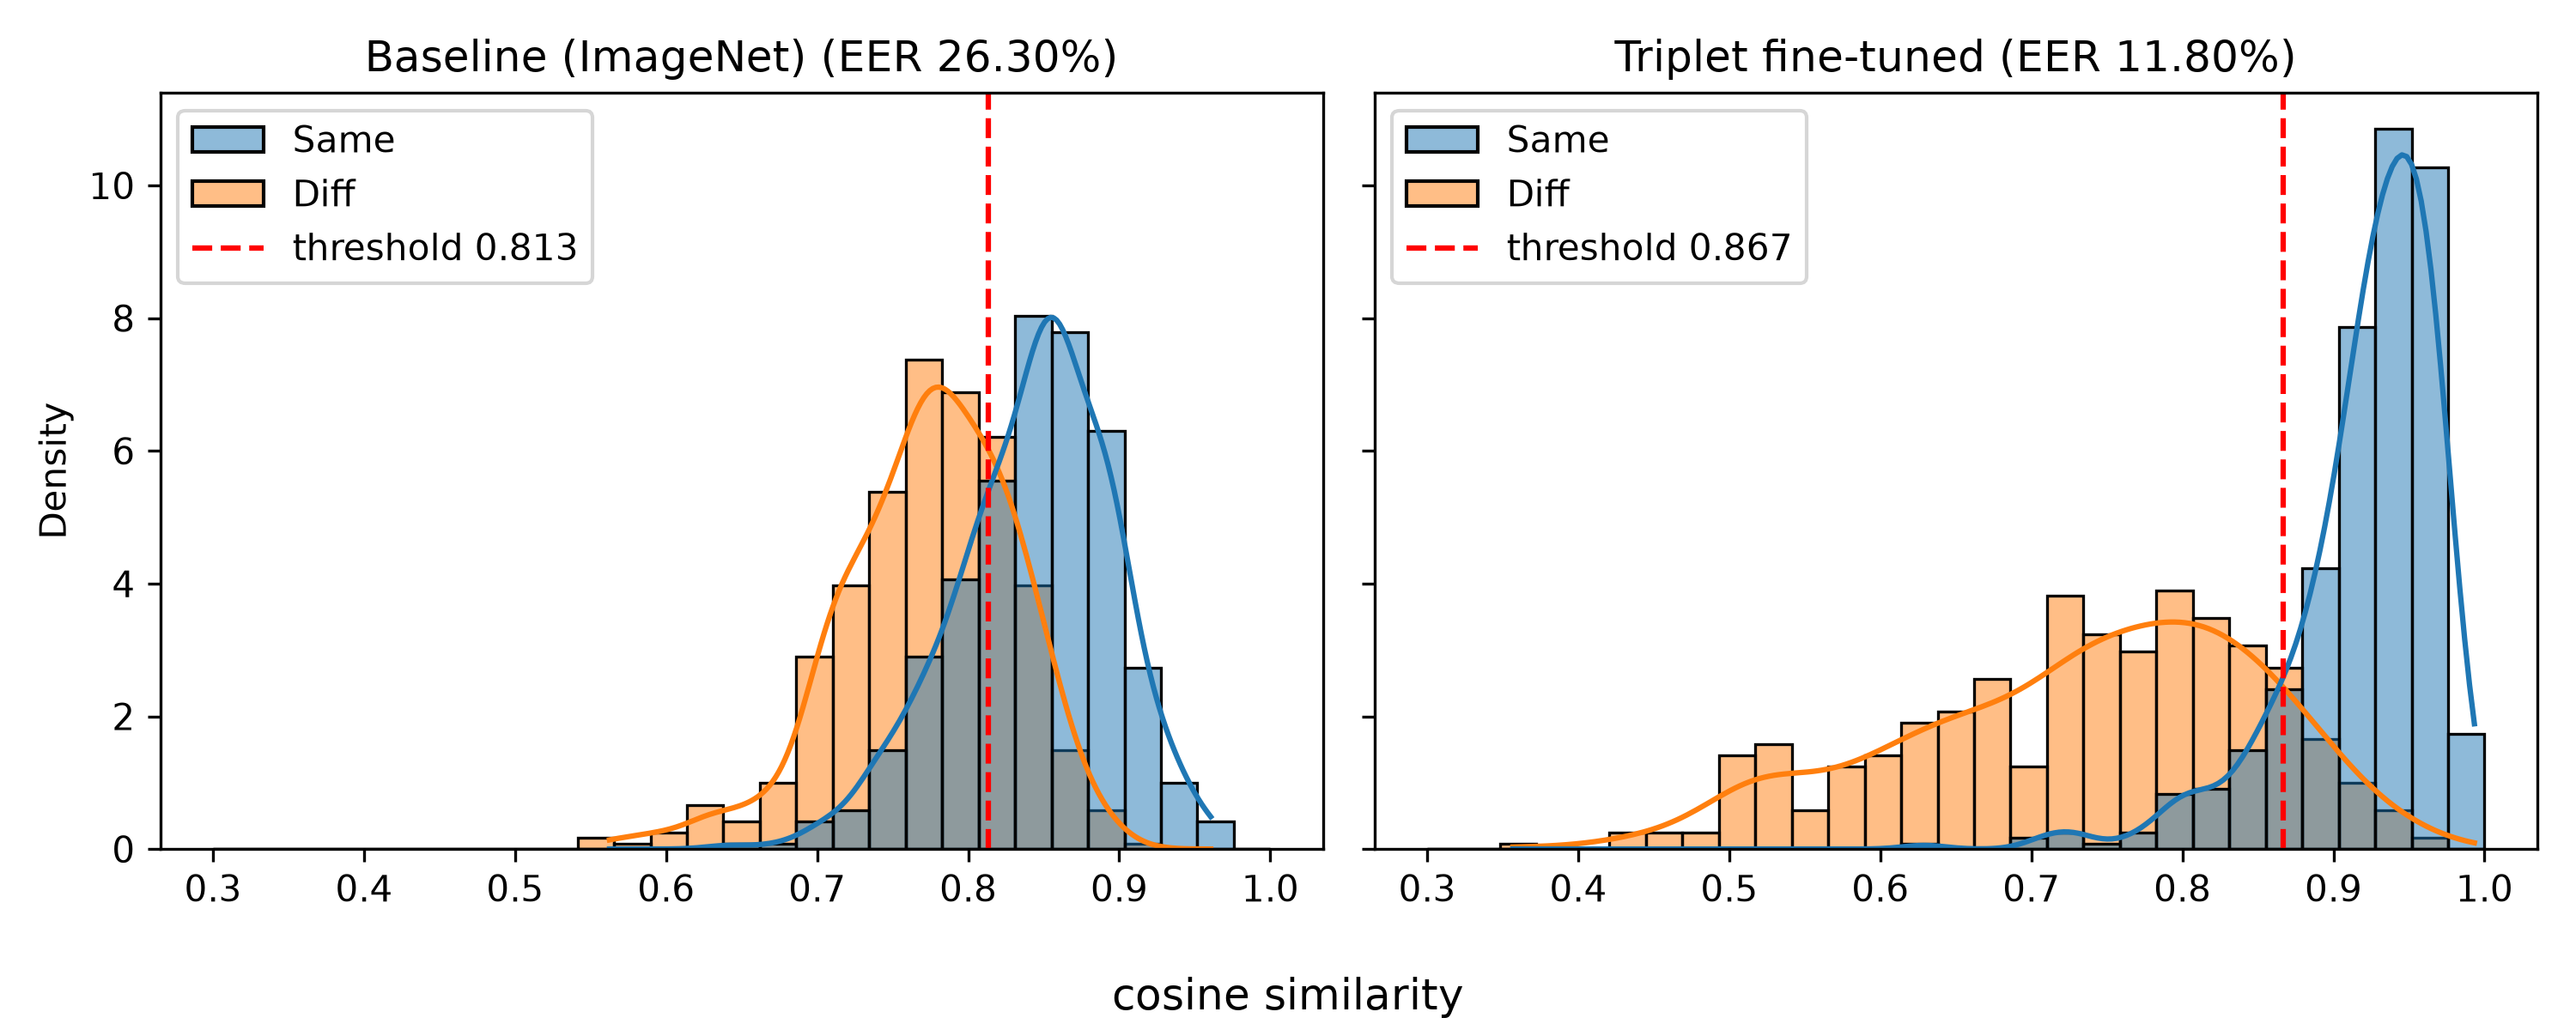 Baseline (ImageNet) (EER 26.30%)
Same
Diff
threshold 0.813
Density
10
8
6
4
2
0
0.3 0.4 0.5 0.6 0.7 0.8 0.9 1.0
Triplet fine-tuned (EER 11.80%)
Same
Diff
threshold 0.867
0.3 0.4 0.5 0.6 0.7 0.8 0.9 1.0
cosine similarity